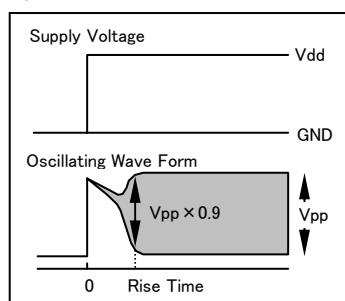 Supply Voltage
Vdd
GND
Oscillating Wave Form
Vpp×0.9
Vpp
0 Rise Time